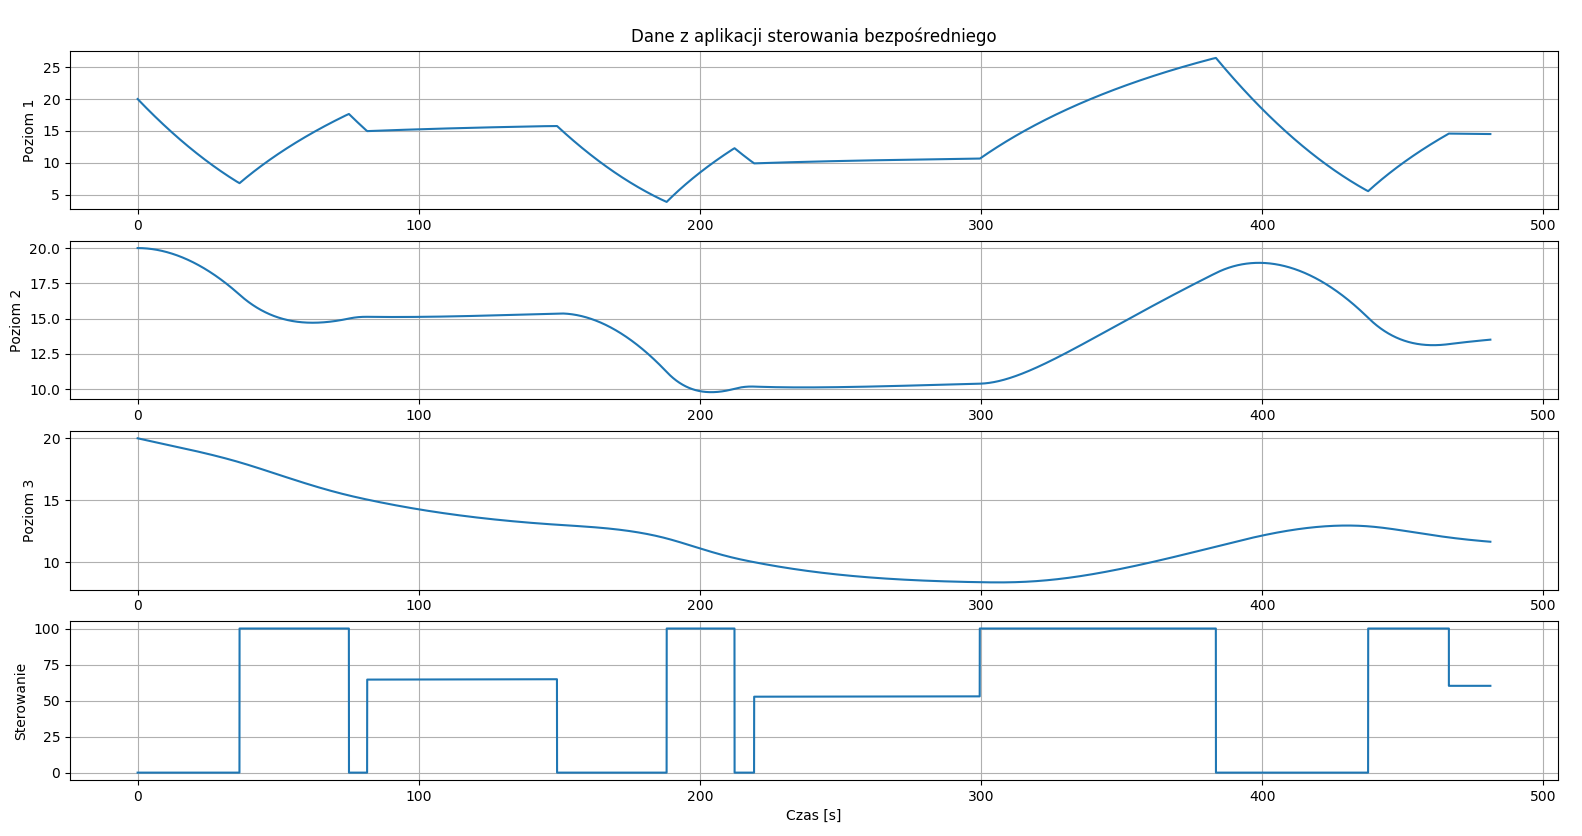 Dane z aplikacji sterowania bezpośredniego
Poziom 1
25
20
15
10
5
0 100 200 300 400 500
Poziom 2
20.0
17.5
15.0
12.5
10.0
0 100 200 300 400 500
Poziom 3
20
15
10
0 100 200 300 400 500
Sterowanie
100
75
50
25
0
0 100 200 300 400 500
Czas [s]